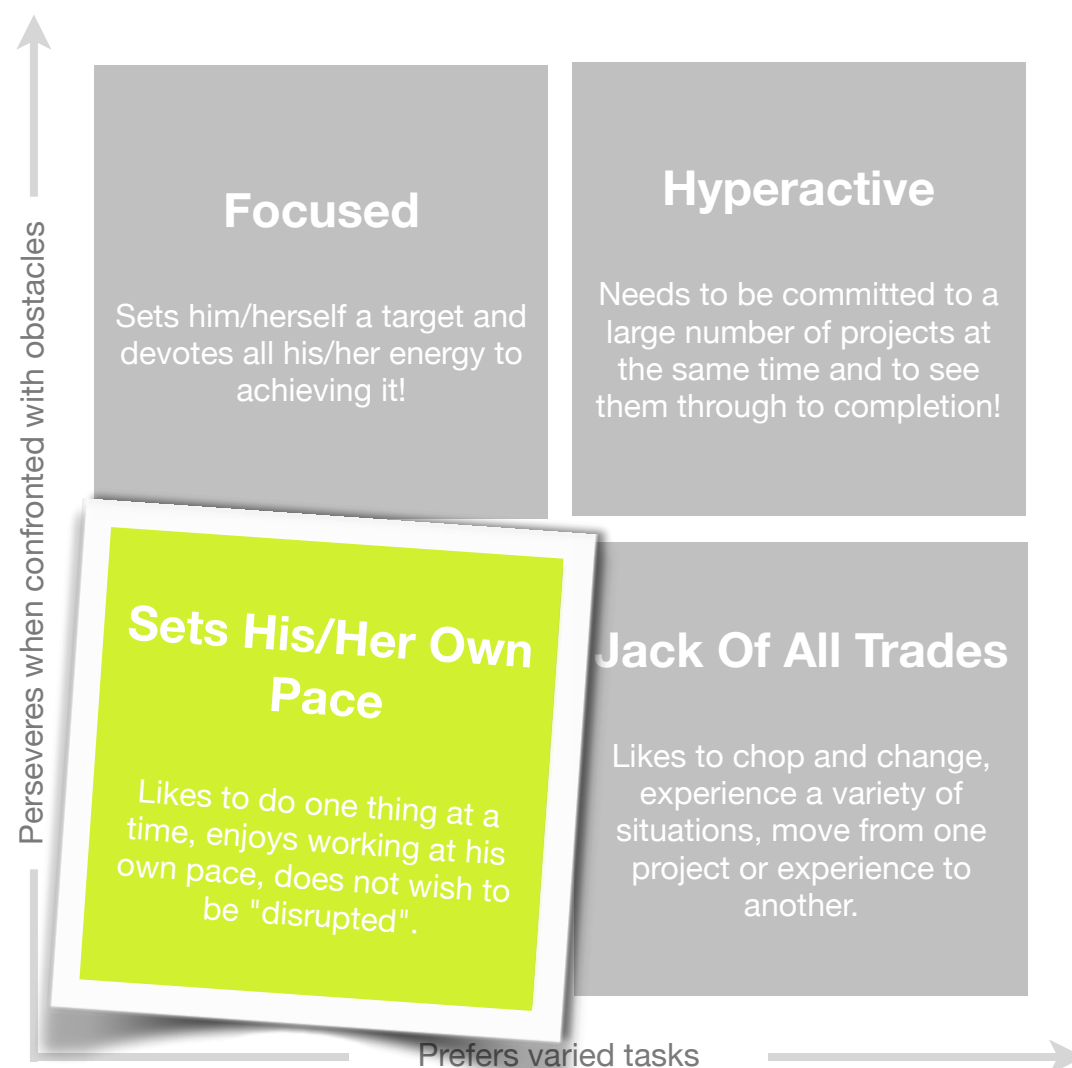 Perseveres when confronted with obstacles
Focused
Sets him/herself a target and
devotes all his/her energy to
achieving it!
Hyperactive
Needs to be committed to a
large number of projects at
the same time and to see
them through to completion!
Sets His/Her Own
Pace
Likes to do one thing at a
time, enjoys working at his
own pace, does not wish to
be "disrupted".
Jack Of All Trades
Likes to chop and change,
experience a variety of
situations, move from one
project or experience to
another.
Prefers varied tasks